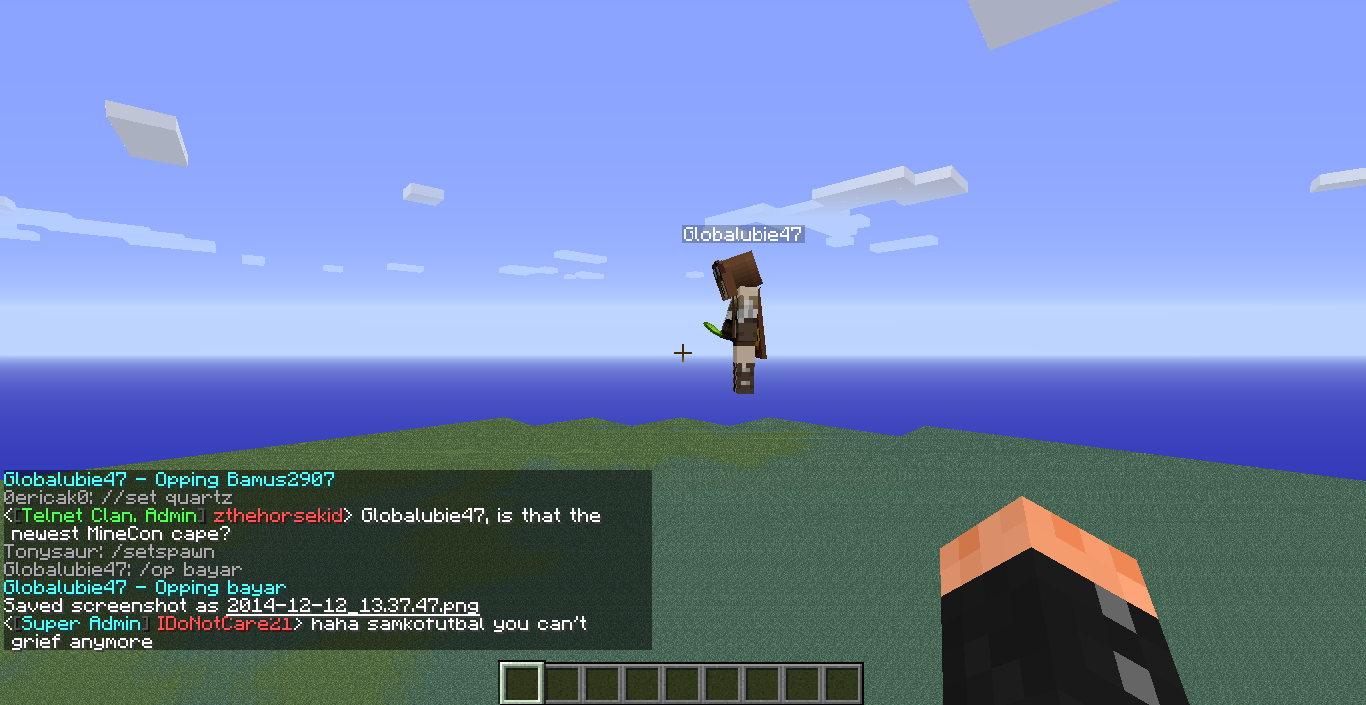 Globalubie47
Globalubie47 - Opping Bamus2907
0ericak0: //set quartz
<[Telnet Clan. Admin] zthehorsekid> Globalubie47, is that the
newest MineCon cape?
Tonysaur: /setspawn
Globalubie47: /op bayar
Globalubie47 - Opping bayar
Saved screenshot as 2014-12-12_13.37.47.png
<[Super Admin] IDoNotCare21> haha samkofutbal you can't
grief anymore